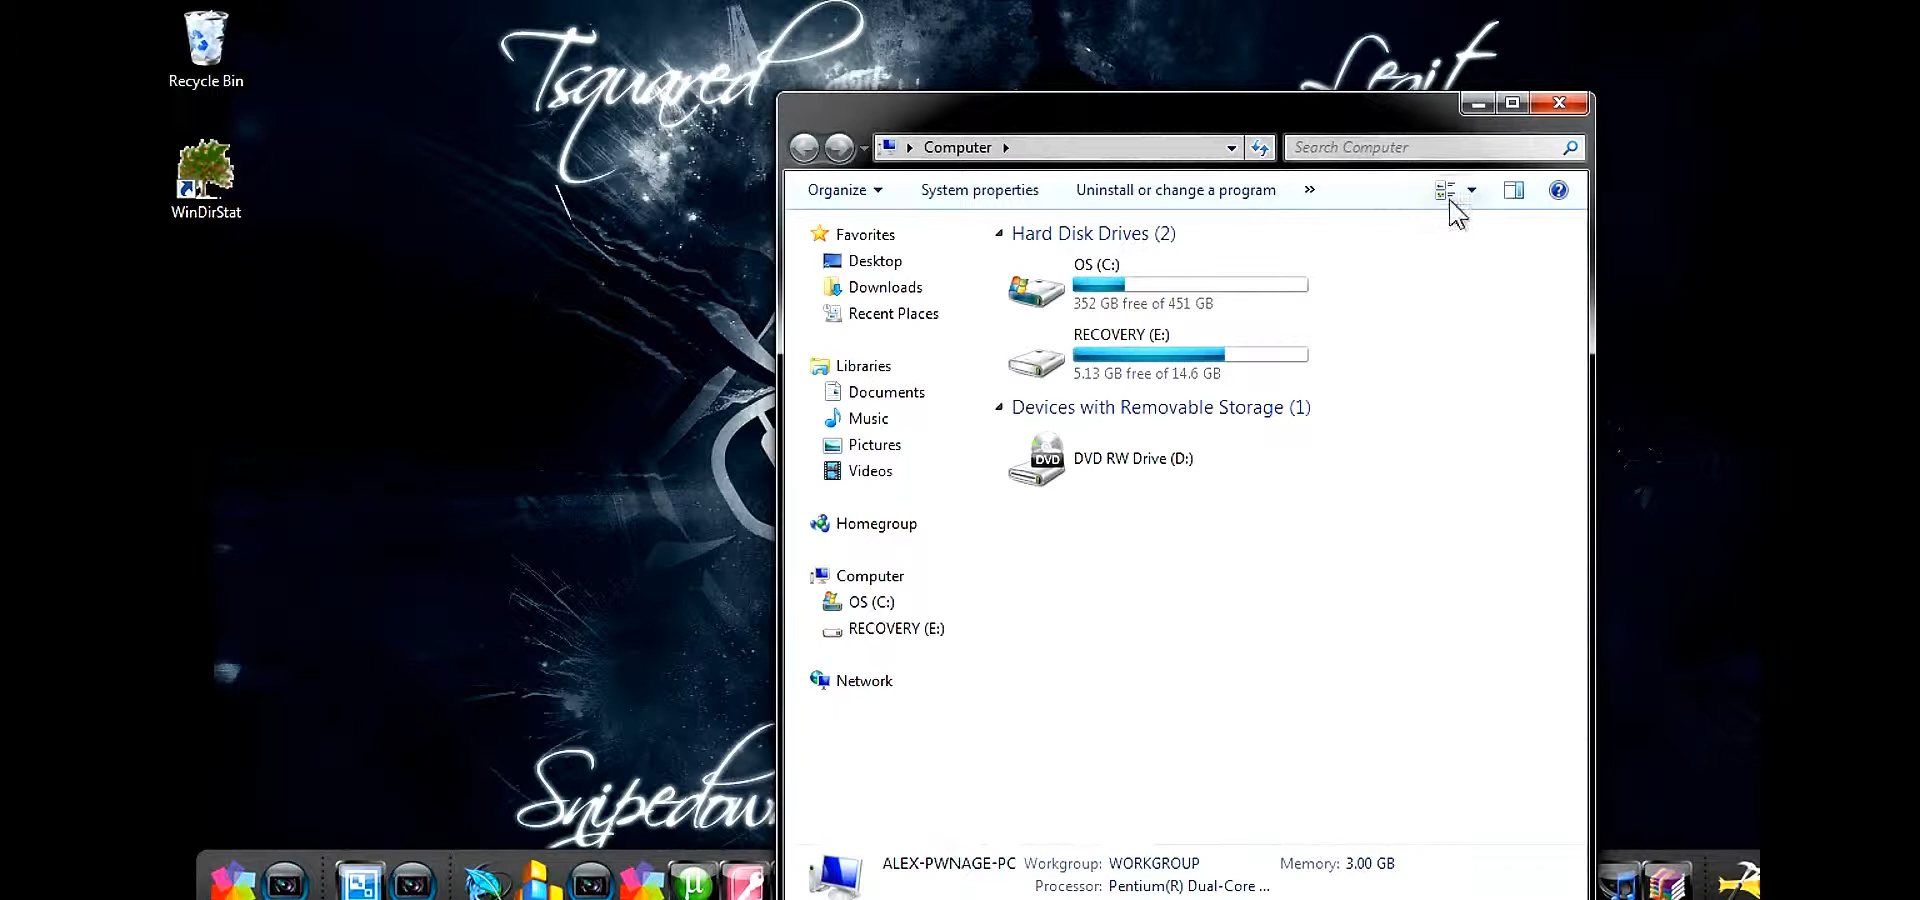 Tsquared
Legit
Recycle Bin
WinDirStat
Computer
Search Computer
Organize
System properties
Uninstall or change a program
»
Favorites
Desktop
Downloads
Recent Places
Libraries
Documents
Music
Pictures
Videos
Homegroup
Computer
OS (C:)
RECOVERY (E:)
Network
Hard Disk Drives (2)
OS (C:)
352 GB free of 451 GB
RECOVERY (E:)
5.13 GB free of 14.6 GB
Devices with Removable Storage (1)
DVD
DVD RW Drive (D:)
Snipedow
ALEX-PWNAGE-PC Workgroup: WORKGROUP Memory: 3.00 GB
Processor: Pentium(R) Dual-Core ...
µ